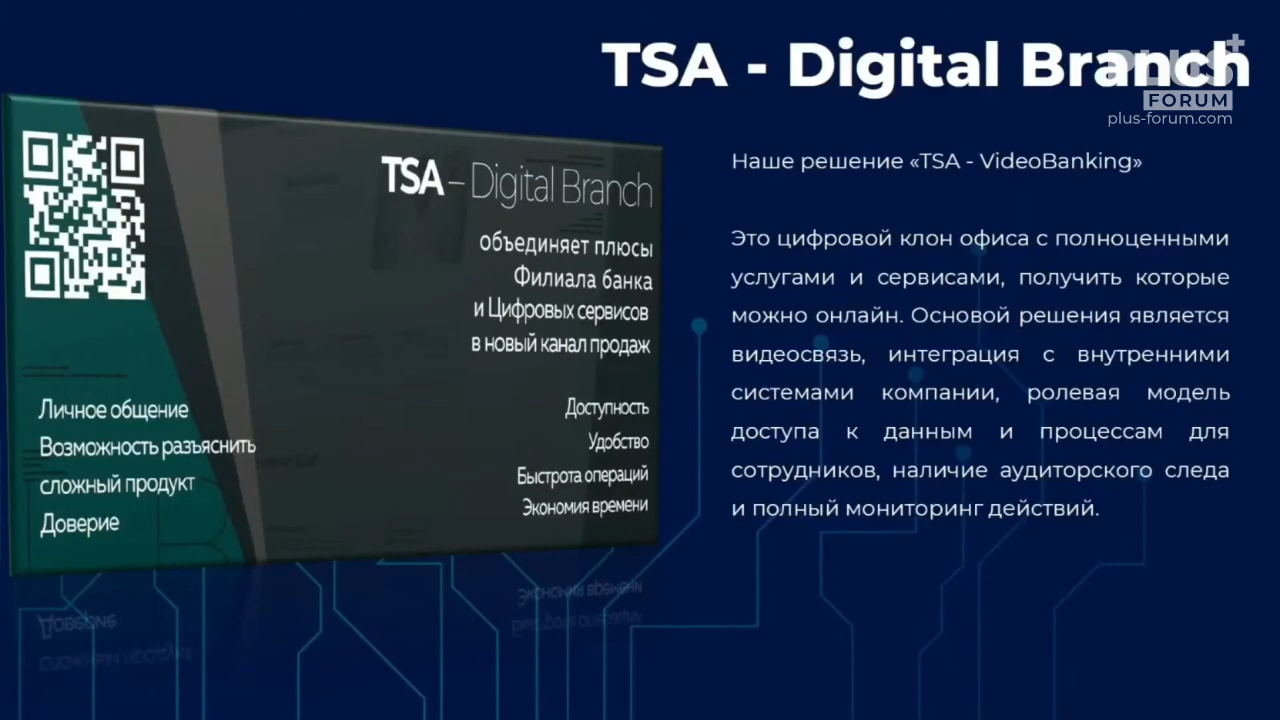 TSA - Digital Branch
PLUS+
FORUM
plus-forum.com
TSA – Digital Branch
объединяет плюсы
Филиала банка
и Цифровых сервисов
в новый канал продаж
Личное общение
Возможность разъяснить
сложный продукт
Доверие
Доступность
Удобство
Быстрота операций
Экономия времени
Наше решение «TSA - VideoBanking»
Это цифровой клон офиса с полноценными
услугами и сервисами, получить которые
можно онлайн. Основой решения является
видеосвязь, интеграция с внутренними
системами компании, ролевая модель
доступа к данным и процессам для
сотрудников, наличие аудиторского следа
и полный мониторинг действий.